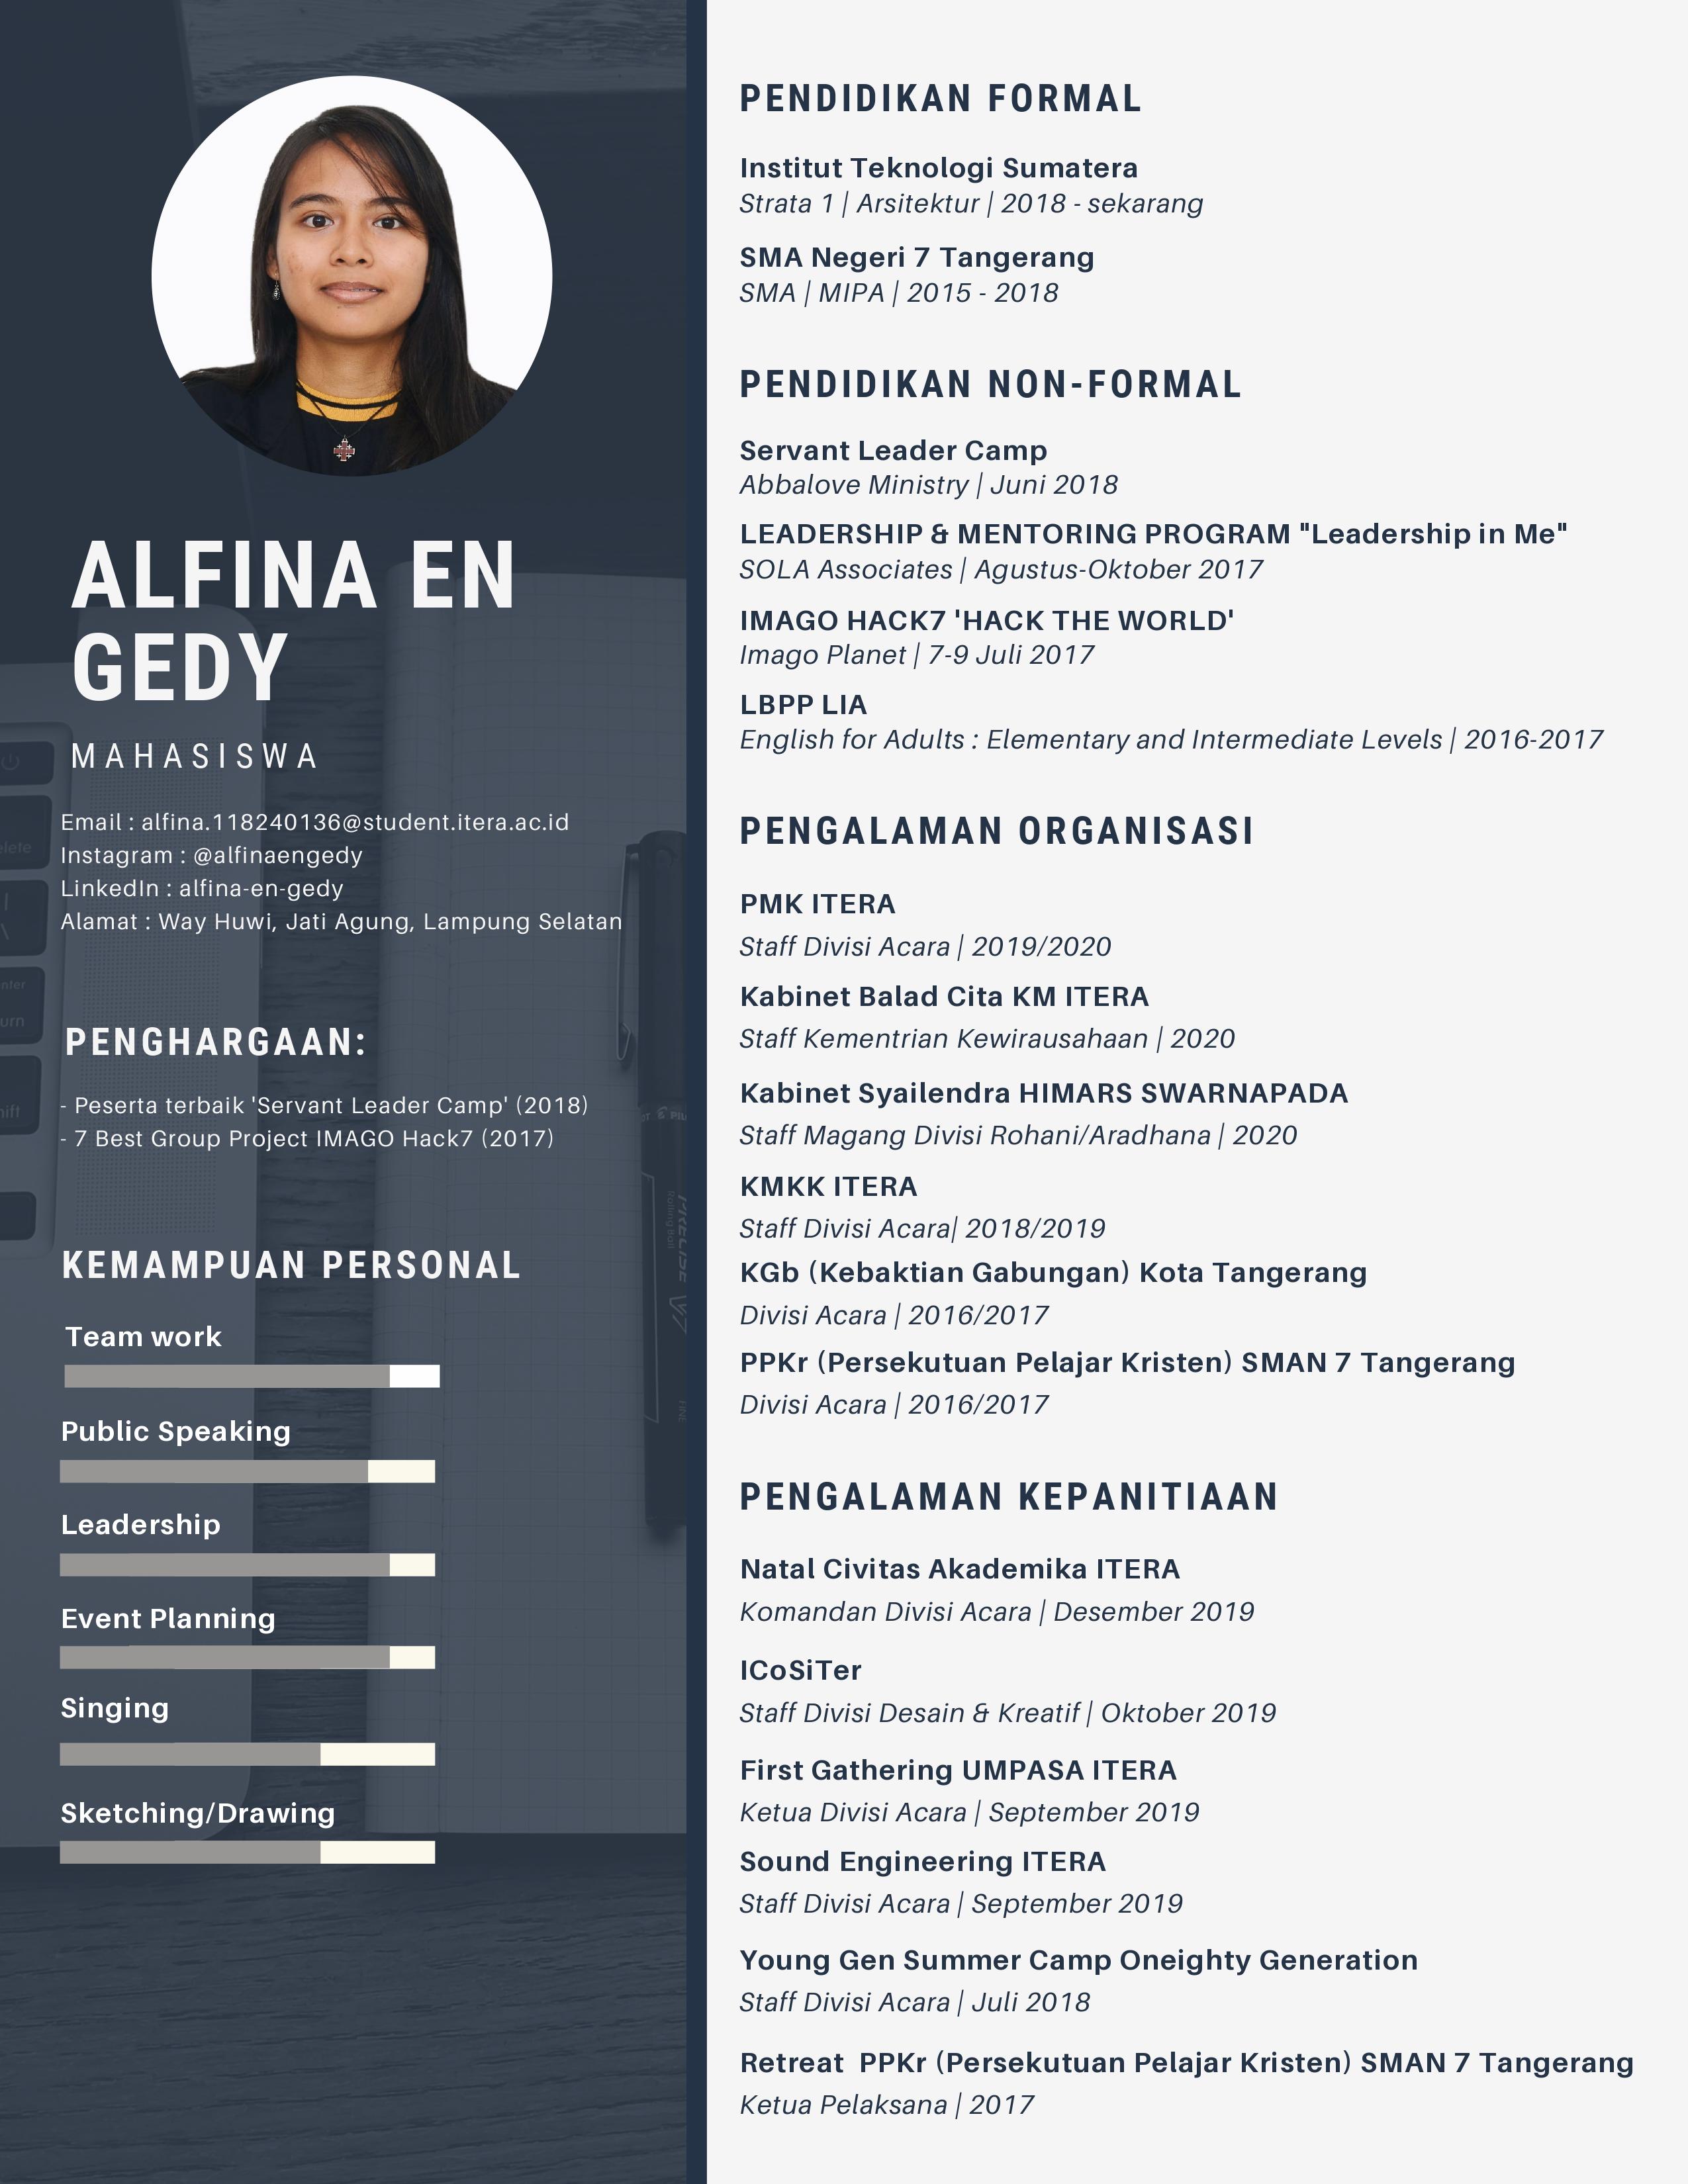 ALFINA EN
GEDY
MAHASISWA
Email : alfina.118240136@student.itera.ac.id
Instagram : @alfinaengedy
LinkedIn : alfina-en-gedy
Alamat : Way Huwi, Jati Agung, Lampung Selatan
PENGHARGAAN:
- Peserta terbaik 'Servant Leader Camp' (2018)
- 7 Best Group Project IMAGO Hack7 (2017)
KEMAMPUAN PERSONAL
Team work
Public Speaking
Leadership
Event Planning
Singing
Sketching/Drawing
PENDIDIKAN FORMAL
Institut Teknologi Sumatera
Strata 1 | Arsitektur | 2018 - sekarang
SMA Negeri 7 Tangerang
SMA | MIPA | 2015 - 2018
PENDIDIKAN NON-FORMAL
Servant Leader Camp
Abbalove Ministry | Juni 2018
LEADERSHIP & MENTORING PROGRAM "Leadership in Me"
SOLA Associates | Agustus-Oktober 2017
IMAGO HACK7 'HACK THE WORLD'
Imago Planet | 7-9 Juli 2017
LBPP LIA
English for Adults : Elementary and Intermediate Levels | 2016-2017
PENGALAMAN ORGANISASI
PMK ITERA
Staff Divisi Acara | 2019/2020
Kabinet Balad Cita KM ITERA
Staff Kementrian Kewirausahaan | 2020
Kabinet Syailendra HIMARS SWARNAPADA
Staff Magang Divisi Rohani/Aradhana | 2020
KMKK ITERA
Staff Divisi Acara| 2018/2019
KGb (Kebaktian Gabungan) Kota Tangerang
Divisi Acara | 2016/2017
PPKr (Persekutuan Pelajar Kristen) SMAN 7 Tangerang
Divisi Acara | 2016/2017
PENGALAMAN KEPANITIAAN
Natal Civitas Akademika ITERA
Komandan Divisi Acara | Desember 2019
ICoSiTer
Staff Divisi Desain & Kreatif | Oktober 2019
First Gathering UMPASA ITERA
Ketua Divisi Acara | September 2019
Sound Engineering ITERA
Staff Divisi Acara | September 2019
Young Gen Summer Camp Oneighty Generation
Staff Divisi Acara | Juli 2018
Retreat  PPKr (Persekutuan Pelajar Kristen) SMAN 7 Tangerang
Ketua Pelaksana | 2017